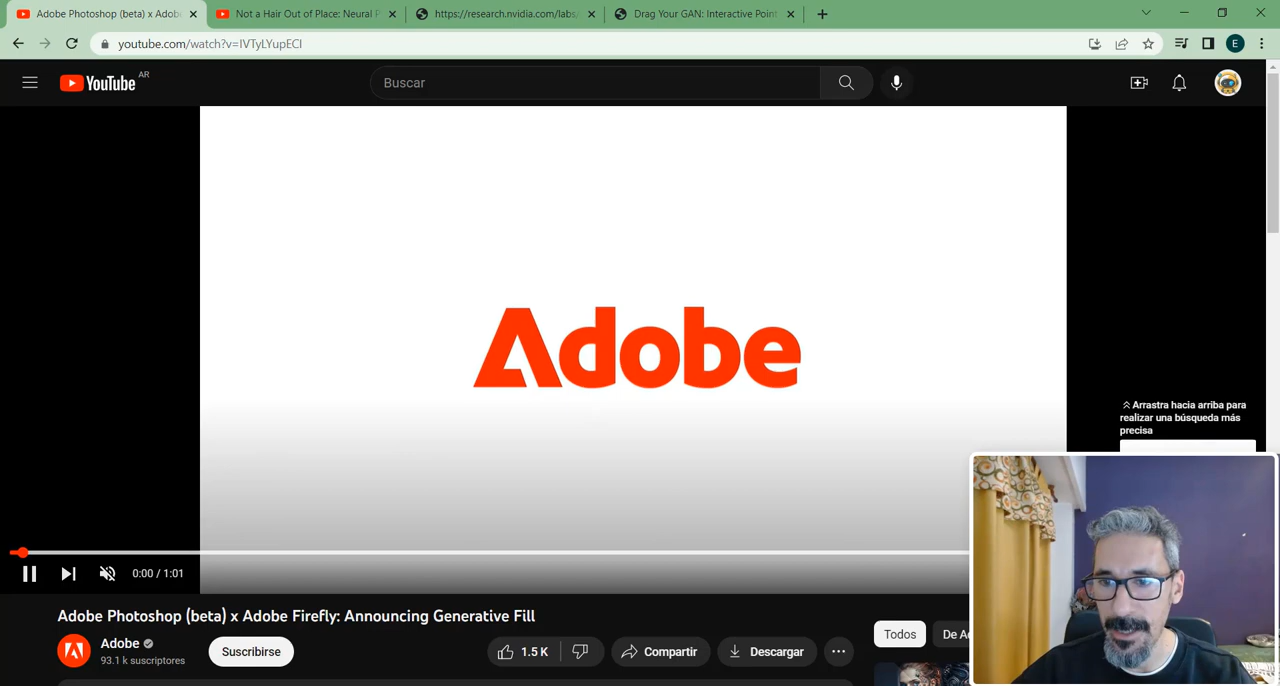 Adobe Photoshop (beta) x Adobe
Not a Hair Out of Place: Neural P
https://research.nvidia.com/labs/
Drag Your GAN: Interactive Point
youtube.com/watch?v=IVTyLYupECI
E
YouTube AR
Buscar
Adobe
Arrastra hacia arriba para
realizar una búsqueda más
precisa
0:00 / 1:01
Adobe Photoshop (beta) x Adobe Firefly: Announcing Generative Fill
Adobe
93.1 k suscriptores
Suscribirse
1.5 K
Compartir
Descargar
Todos
De Ad